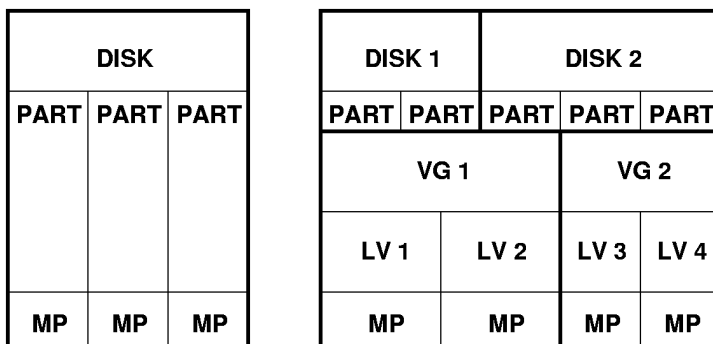 DISK
PART PART PART
MP MP MP
DISK 1 DISK 2
PART PART PART PART PART
VG 1 VG 2
LV 1 LV 2 LV 3 LV 4
MP MP MP MP